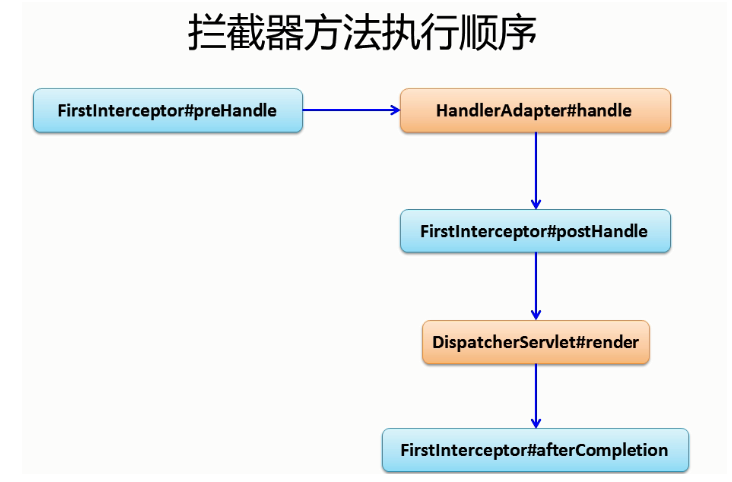 拦截器方法执行顺序
FirstInterceptor#preHandle
HandlerAdapter#handle
FirstInterceptor#postHandle
DispatcherServlet#render
FirstInterceptor#afterCompletion